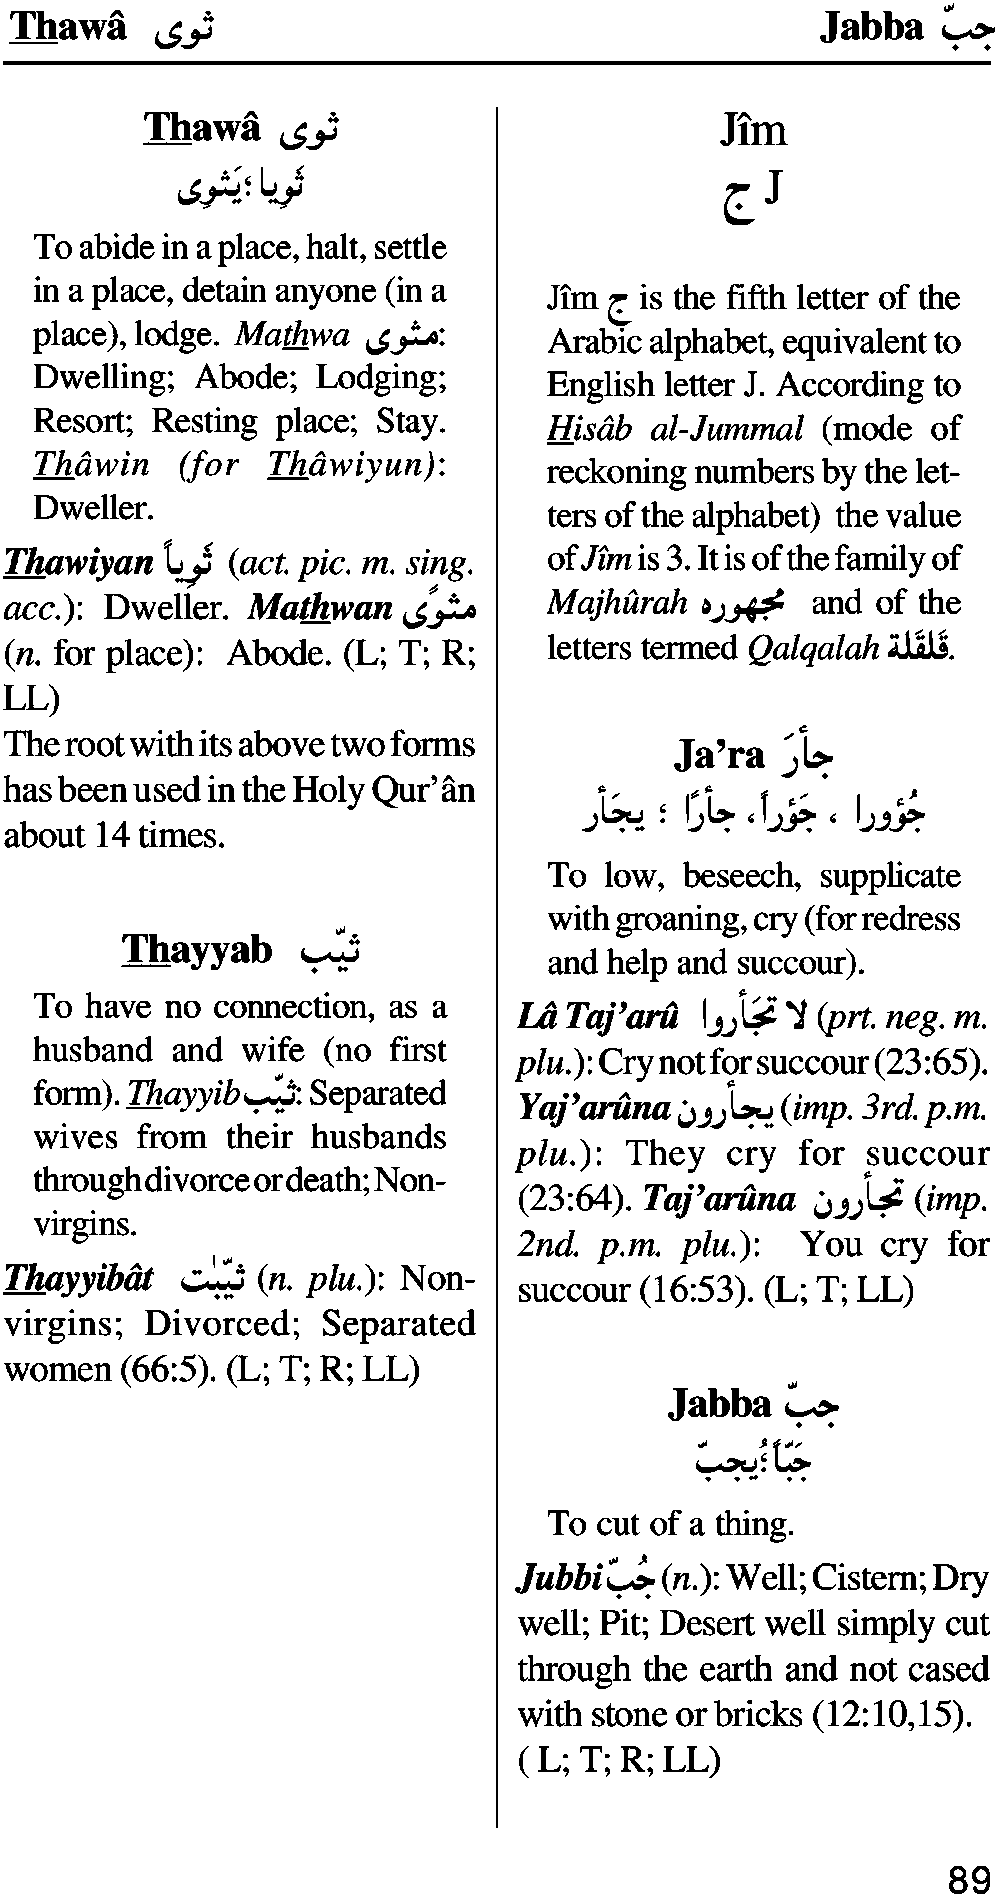 Thawâ ثوى
Jabba جبّ
Thawâ ثوى
ثَوِيا ؛ يَثوِى
To abide in a place, halt, settle
in a place, detain anyone (in a
place), lodge. Mathwa مثوى:
Dwelling; Abode; Lodging;
Resort; Resting place; Stay.
Thâwin (for Thâwiyun):
Dweller.
Thawiyan ثَوِياً (act. pic. m. sing.
acc.): Dweller. Mathwan مثوًى
(n. for place): Abode. (L; T; R;
LL)
The root with its above two forms
has been used in the Holy Qur'ân
about 14 times.
Thayyab ثيّب
To have no connection, as a
husband and wife (no first
form). Thayyib ثيّب: Separated
wives from their husbands
through divorce or death; Non-
virgins.
Thayyibât ثيّبٰت (n. plu.): Non-
virgins; Divorced; Separated
women (66:5). (L; T; R; LL)
Jîm
ج J
Jîm ج is the fifth letter of the
Arabic alphabet, equivalent to
English letter J. According to
Hisâb al-Jummal (mode of
reckoning numbers by the let-
ters of the alphabet) the value
of Jîm is 3. It is of the family of
Majhûrah مجهوره and of the
letters termed Qalqalah قَلقَلة.
Ja'ra جأرَ
جُؤورا ، جَؤراً، جأرًا ؛ يجَأر
To low, beseech, supplicate
with groaning, cry (for redress
and help and succour).
Lâ Taj'arû لا تجَأروا (prt. neg. m.
plu.): Cry not for succour (23:65).
Yaj'arûna يجأرون (imp. 3rd. p.m.
plu.): They cry for succour
(23:64). Taj'arûna تجأرون (imp.
2nd. p.m. plu.): You cry for
succour (16:53). (L; T; LL)
Jabba جبّ
جَبّاً؛ يجُبّ
To cut of a thing.
Jubbi جُبّ (n.): Well; Cistern; Dry
well; Pit; Desert well simply cut
through the earth and not cased
with stone or bricks (12:10,15).
( L; T; R; LL)
89